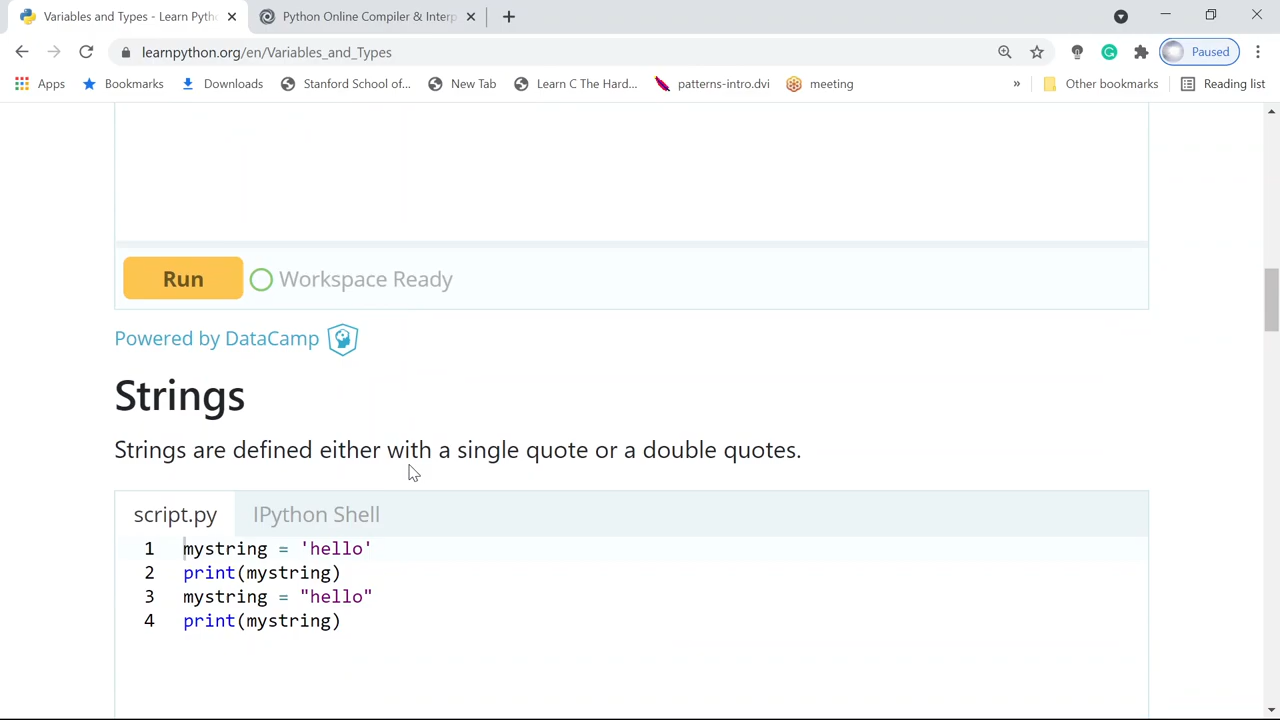 Variables and Types - Learn Pyth
Python Online Compiler & Interp
learnpython.org/en/Variables_and_Types
Paused
Apps
Bookmarks
Downloads
Stanford School of...
New Tab
Learn C The Hard...
patterns-intro.dvi
meeting
»
Other bookmarks
Reading list
Run
Workspace Ready
Powered by DataCamp
Strings
Strings are defined either with a single quote or a double quotes.
script.py
IPython Shell
1 mystring = 'hello'
2 print(mystring)
3 mystring = "hello"
4 print(mystring)